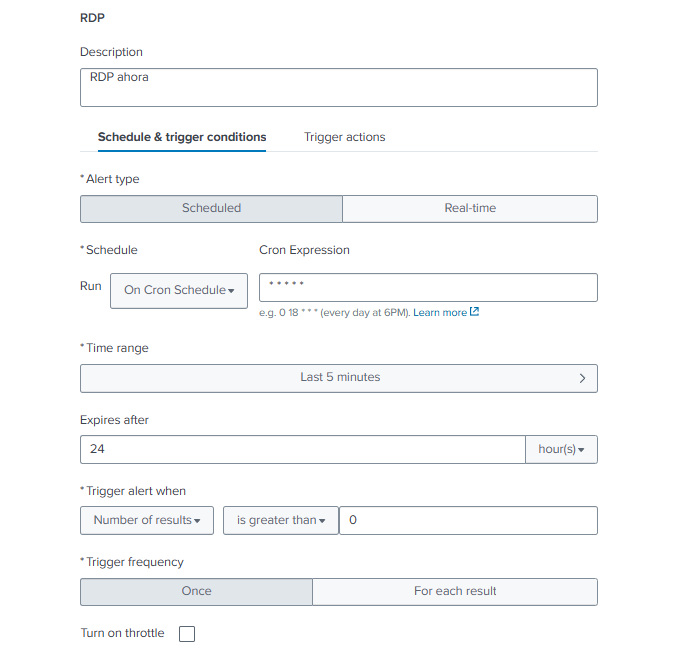 RDP
Description
RDP ahora
Schedule & trigger conditions Trigger actions
* Alert type
Scheduled Real-time
* Schedule Cron Expression
Run On Cron Schedule * * * * *
e.g. 0 18 * * * (every day at 6PM). Learn more
* Time range
Last 5 minutes
Expires after
24 hour(s)
* Trigger alert when
Number of results is greater than 0
* Trigger frequency
Once For each result
Turn on throttle